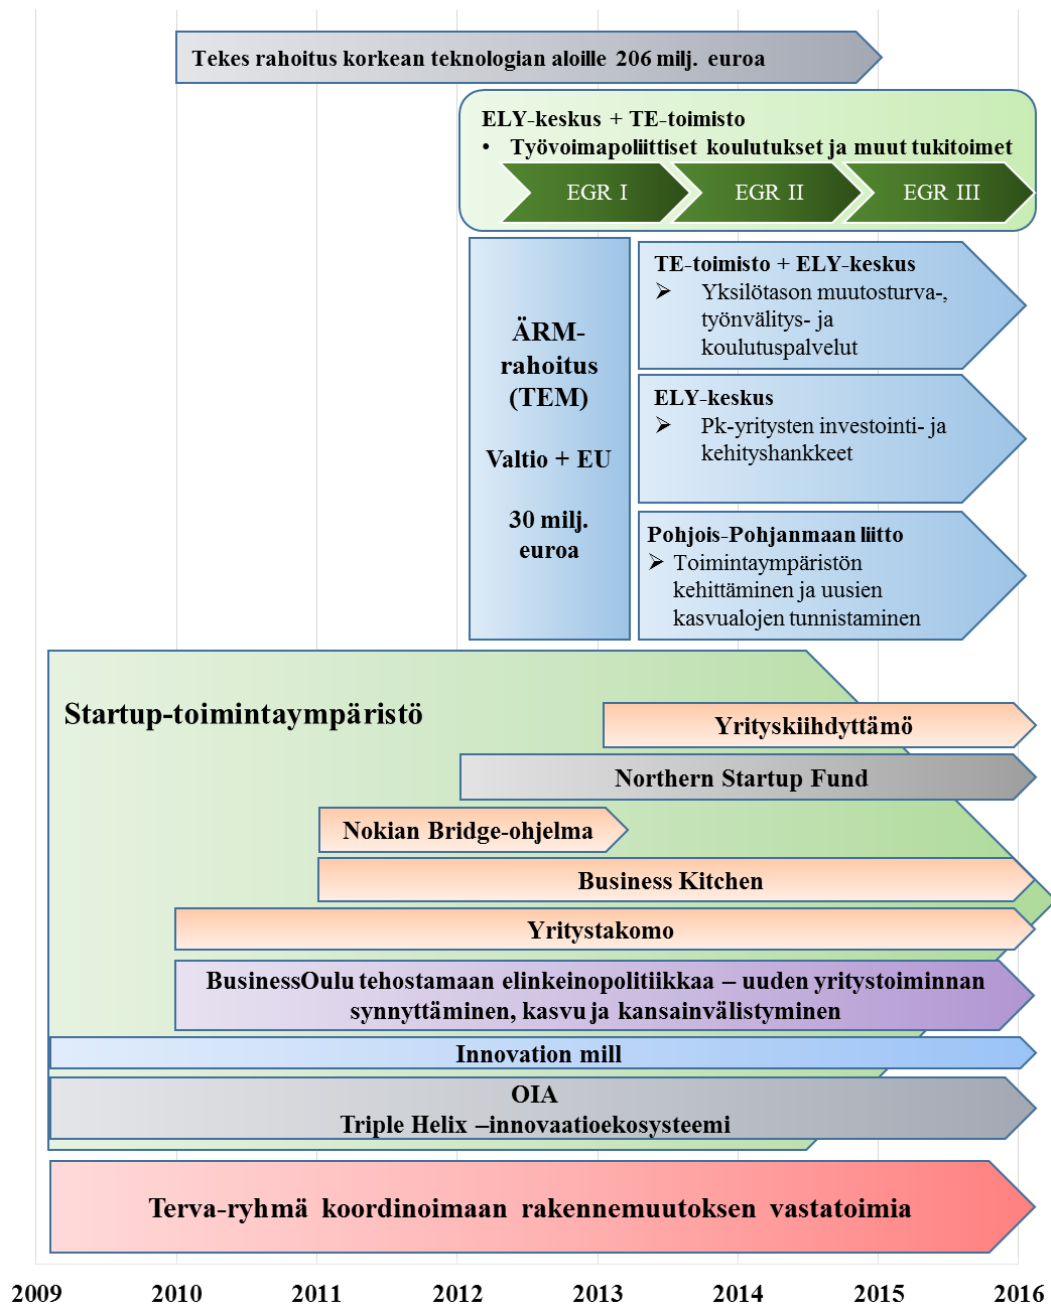 Tekes rahoitus korkean teknologian aloille 206 milj. euroa
ELY-keskus + TE-toimisto
• Työvoimapoliittiset koulutukset ja muut tukitoimet
EGR I
EGR II
EGR III
ÄRM-
rahoitus
(TEM)
Valtio + EU
30 milj.
euroa
TE-toimisto + ELY-keskus
➢ Yksilötason muutosturva-,
työnvälitys- ja
koulutuspalvelut
ELY-keskus
➢ Pk-yritysten investointi- ja
kehityshankkeet
Pohjois-Pohjanmaan liitto
➢ Toimintaympäristön
kehittäminen ja uusien
kasvualojen tunnistaminen
Startup-toimintaympäristö
Yrityskiihdyttämö
Northern Startup Fund
Nokian Bridge-ohjelma
Business Kitchen
Yritystakomo
BusinessOulu tehostamaan elinkeinopolitiikkaa – uuden yritystoiminnan
synnyttäminen, kasvu ja kansainvälistyminen
Innovation mill
OIA
Triple Helix –innovaatioekosysteemi
Terva-ryhmä koordinoimaan rakennemuutoksen vastatoimia
2009 2010 2011 2012 2013 2014 2015 2016